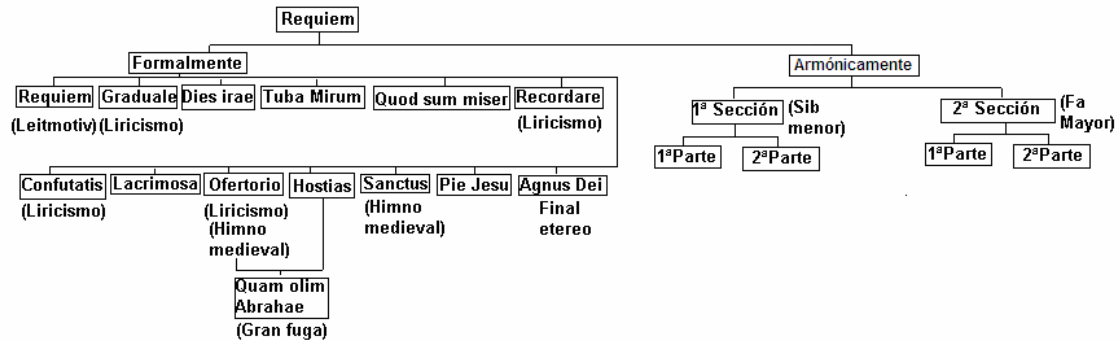 Requiem
Formalmente
Armónicamente
Requiem
(Leitmotiv)
Graduale
(Liricismo)
Dies irae
Tuba Mirum
Quod sum miser
Recordare
(Liricismo)
1ª Sección
(Sib
menor)
2ª Sección
(Fa
Mayor)
1ªParte
2ªParte
1ªParte
2ªParte
Confutatis
(Liricismo)
Lacrimosa
Ofertorio
(Liricismo)
(Himno
medieval)
Hostias
Sanctus
(Himno
medieval)
Pie Jesu
Agnus Dei
Final
etereo
Quam olim
Abrahae
(Gran fuga)